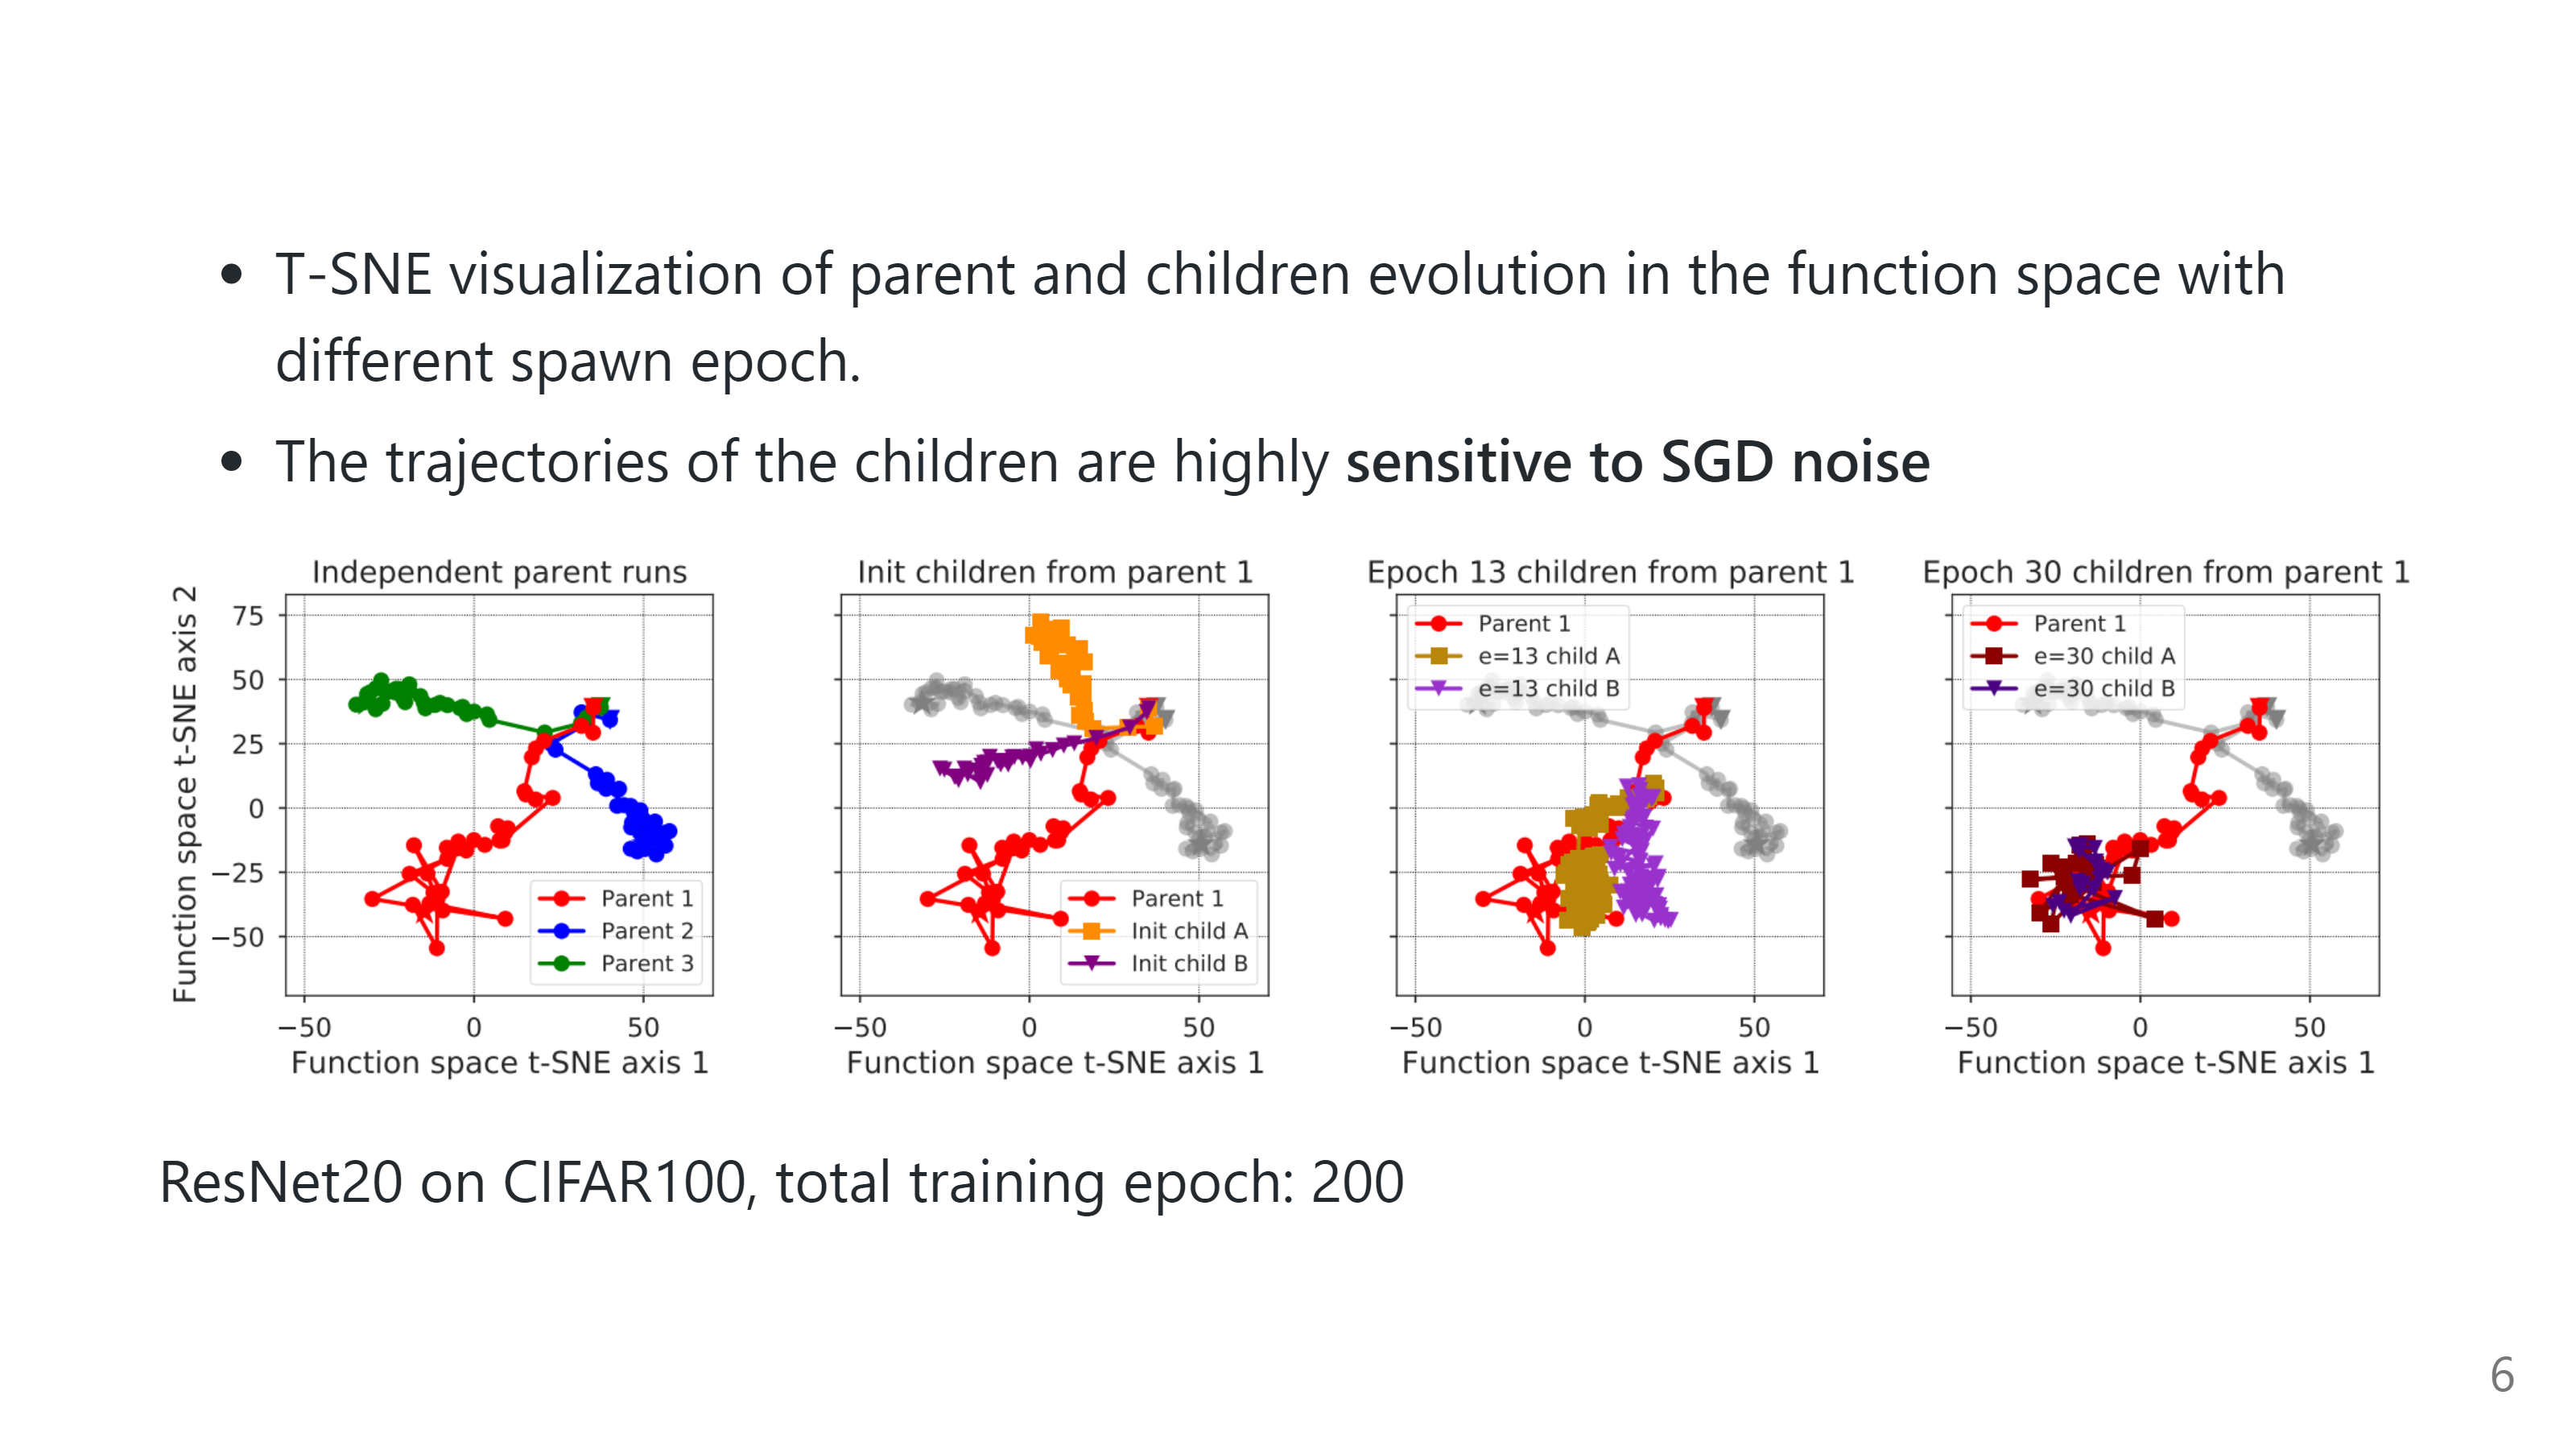 • T-SNE visualization of parent and children evolution in the function space with
different spawn epoch.
• The trajectories of the children are highly sensitive to SGD noise
Independent parent runs
Function space t-SNE axis 2
75
50
25
0
−25
−50
Parent 1
Parent 2
Parent 3
−50 0 50
Function space t-SNE axis 1
Init children from parent 1
Parent 1
Init child A
Init child B
−50 0 50
Function space t-SNE axis 1
Epoch 13 children from parent 1
Parent 1
e=13 child A
e=13 child B
−50 0 50
Function space t-SNE axis 1
Epoch 30 children from parent 1
Parent 1
e=30 child A
e=30 child B
−50 0 50
Function space t-SNE axis 1
ResNet20 on CIFAR100, total training epoch: 200
6